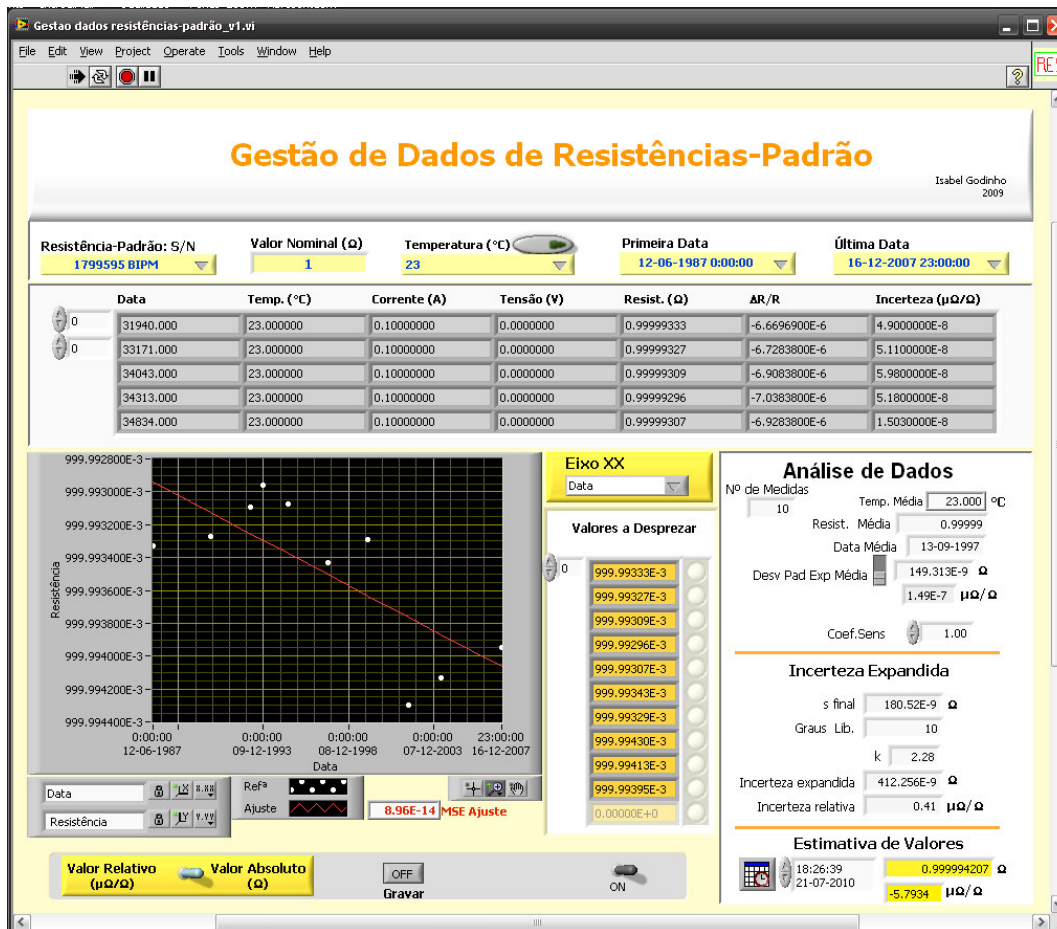 Gestao dados resistências-padrão_v1.vi
File Edit View Project Operate Tools Window Help
RES
Gestão de Dados de Resistências-Padrão
Isabel Godinho
2009
Resistência-Padrão: S/N Valor Nominal (Ω) Temperatura (°C) Primeira Data Última Data
1799595 BIPM 1 23 12-06-1987 0:00:00 16-12-2007 23:00:00
Data Temp. (°C) Corrente (A) Tensão (V) Resist. (Ω) ΔR/R Incerteza (µΩ/Ω)
0 31940.000 23.000000 0.10000000 0.0000000 0.99999333 -6.6696900E-6 4.9000000E-8
0 33171.000 23.000000 0.10000000 0.0000000 0.99999327 -6.7283800E-6 5.1100000E-8
34043.000 23.000000 0.10000000 0.0000000 0.99999309 -6.9083800E-6 5.9800000E-8
34313.000 23.000000 0.10000000 0.0000000 0.99999296 -7.0383800E-6 5.1800000E-8
34834.000 23.000000 0.10000000 0.0000000 0.99999307 -6.9283800E-6 1.5030000E-8
999.992800E-3
999.993000E-3
999.993200E-3
999.993400E-3
999.993600E-3
999.993800E-3
999.994000E-3
999.994200E-3
999.994400E-3
Resistência
0:00:00 0:00:00 0:00:00 0:00:00 23:00:00
12-06-1987 09-12-1993 08-12-1998 07-12-2003 16-12-2007
Data
Data
Resistência
X.XX
Y.YY
Refª
Ajuste
8.96E-14 MSE Ajuste
Eixo XX
Data
Valores a Desprezar
0 999.99333E-3
999.99327E-3
999.99309E-3
999.99296E-3
999.99307E-3
999.99343E-3
999.99329E-3
999.99430E-3
999.99413E-3
999.99395E-3
0.00000E+0
Análise de Dados
Nº de Medidas
10
Temp. Média 23.000 °C
Resist. Média 0.99999
Data Média 13-09-1997
Desv Pad Exp Média 149.313E-9 Ω
1.49E-7 µΩ/Ω
Coef.Sens 1.00
Incerteza Expandida
s final 180.52E-9 Ω
Graus Lib. 10
k 2.28
Incerteza expandida 412.256E-9 Ω
Incerteza relativa 0.41 µΩ/Ω
Estimativa de Valores
18:26:39
21-07-2010
0.999994207 Ω
-5.7934 µΩ/Ω
Valor Relativo
(µΩ/Ω)
Valor Absoluto
(Ω)
OFF
Gravar
ON